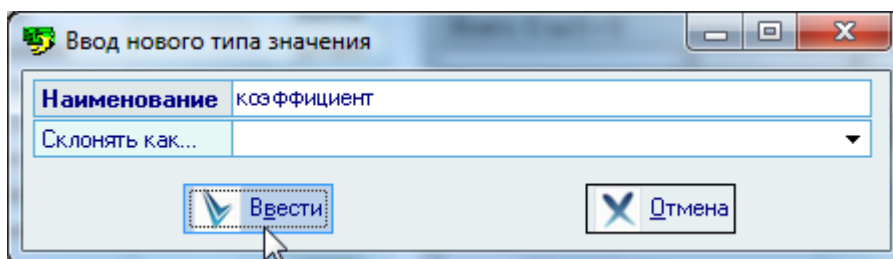 Ввод нового типа значения
Наименование коэффициент
Склонять как...
Ввести Отмена